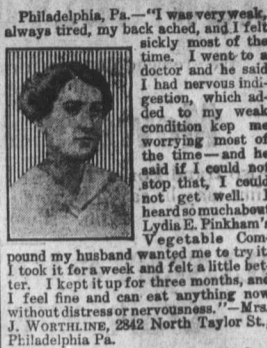 Philadelphia, Pa.—"I was very weak,
always tired, my back ached, and I felt
sickly most of the
time. I went to a
doctor and he said
I had nervous indi-
gestion, which ad-
ded to my weak
condition kep me
worrying most of
the time—and he
said if I could not
stop that, I could
not get well. I
heard so much about
Lydia E. Pinkham's
Vegetable Com-
pound my husband wanted me to try it.
I took it for a week and felt a little bet-
ter. I kept it up for three months, and
I feel fine and can eat anything now
without distress or nervousness."—Mrs.
J. WORTHLINE, 2842 North Taylor St.,
Philadelphia Pa.